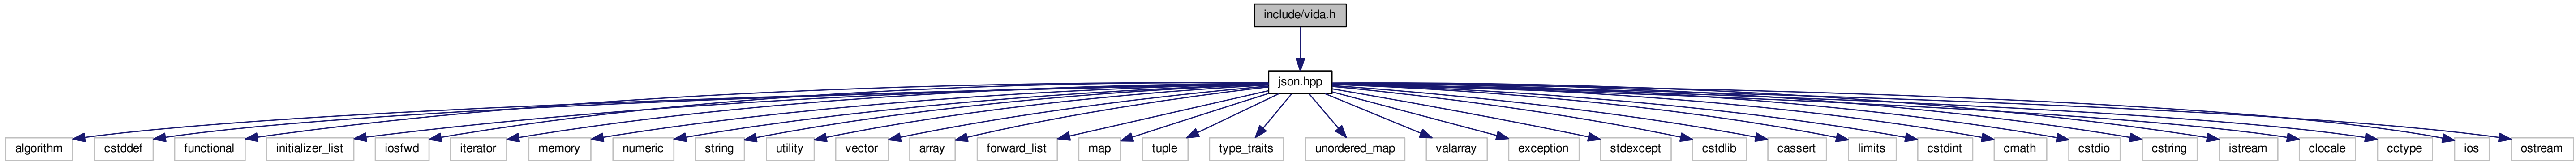 include/vida.h
json.hpp
algorithm cstddef functional initializer_list iosfwd iterator memory numeric string utility vector array forward_list map tuple type_traits unordered_map valarray exception stdexcept cstdlib cassert limits cstdint cmath cstdio cstring istream clocale cctype ios ostream